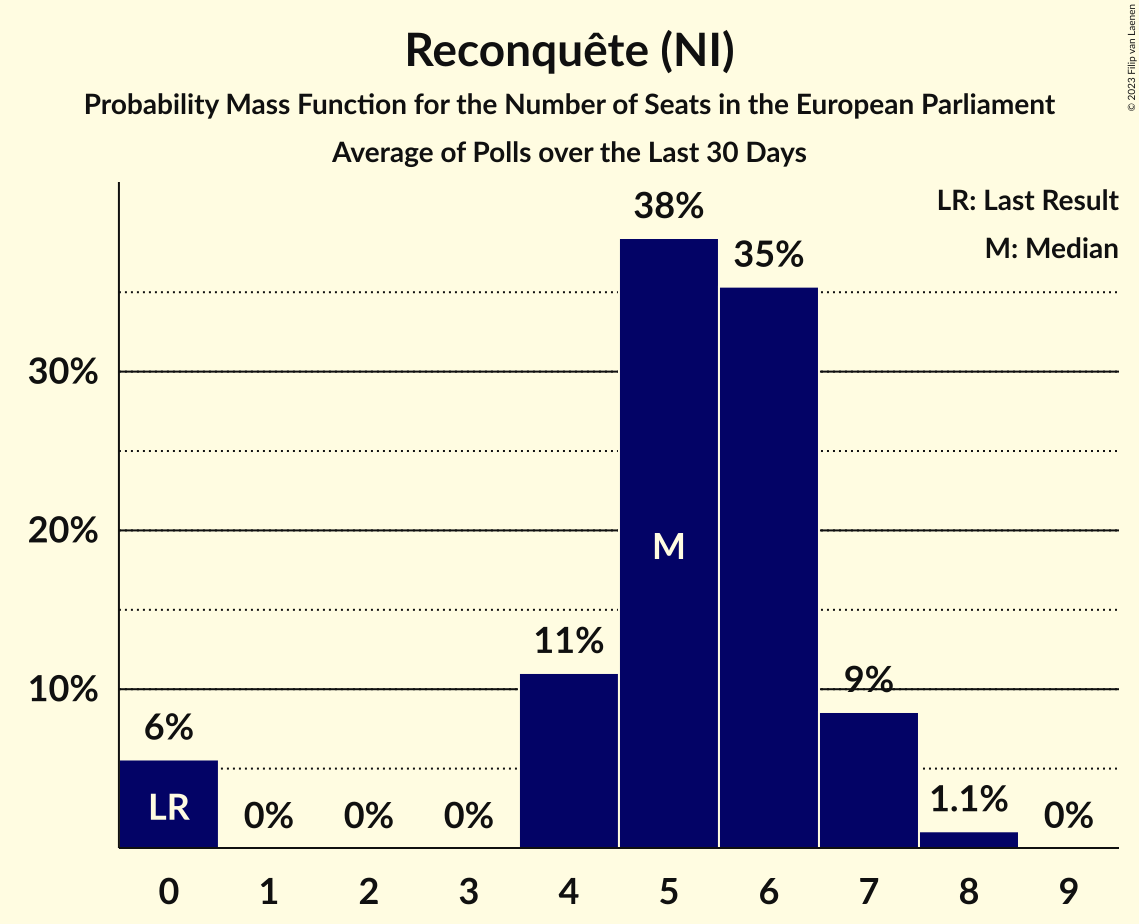 Reconquête (NI)
Probability Mass Function for the Number of Seats in the European Parliament
Average of Polls over the Last 30 Days
© 2023 Filip van Laenen
LR: Last Result
M: Median
38%
35%
30%
20%
M
11%
10%
9%
6%
LR
0%
0%
0%
1.1%
0%
0 1 2 3 4 5 6 7 8 9